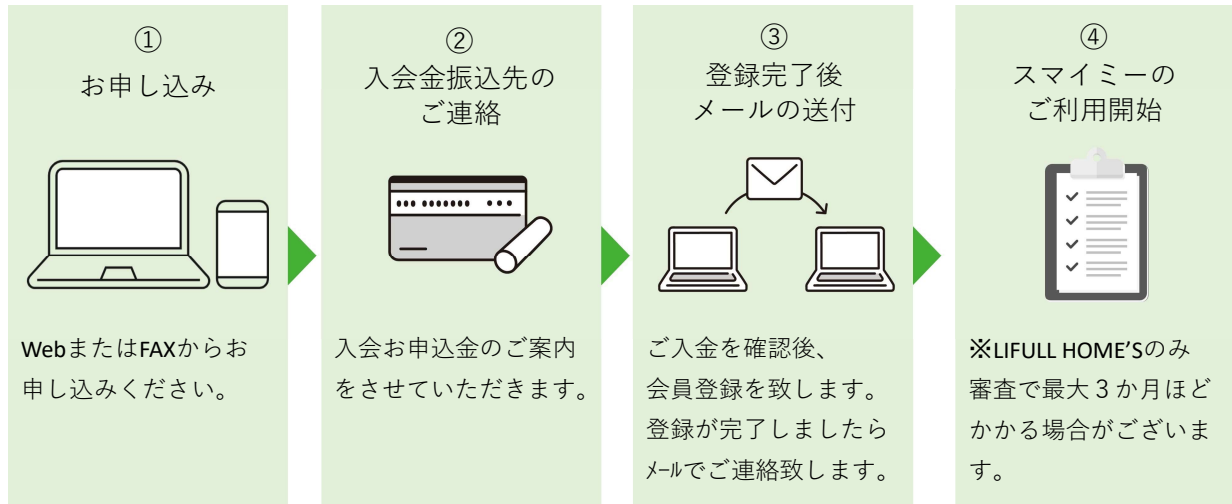 ①
お申し込み
WebまたはFAXからお
申し込みください。
②
入会金振込先の
ご連絡
入会お申込金のご案内
をさせていただきます。
③
登録完了後
メールの送付
ご入金を確認後、
会員登録を致します。
登録が完了しましたら
ﾒｰﾙでご連絡致します。
④
スマイミーの
ご利用開始
※LIFULL HOME'Sのみ
審査で最大３か月ほど
かかる場合がございま
す。